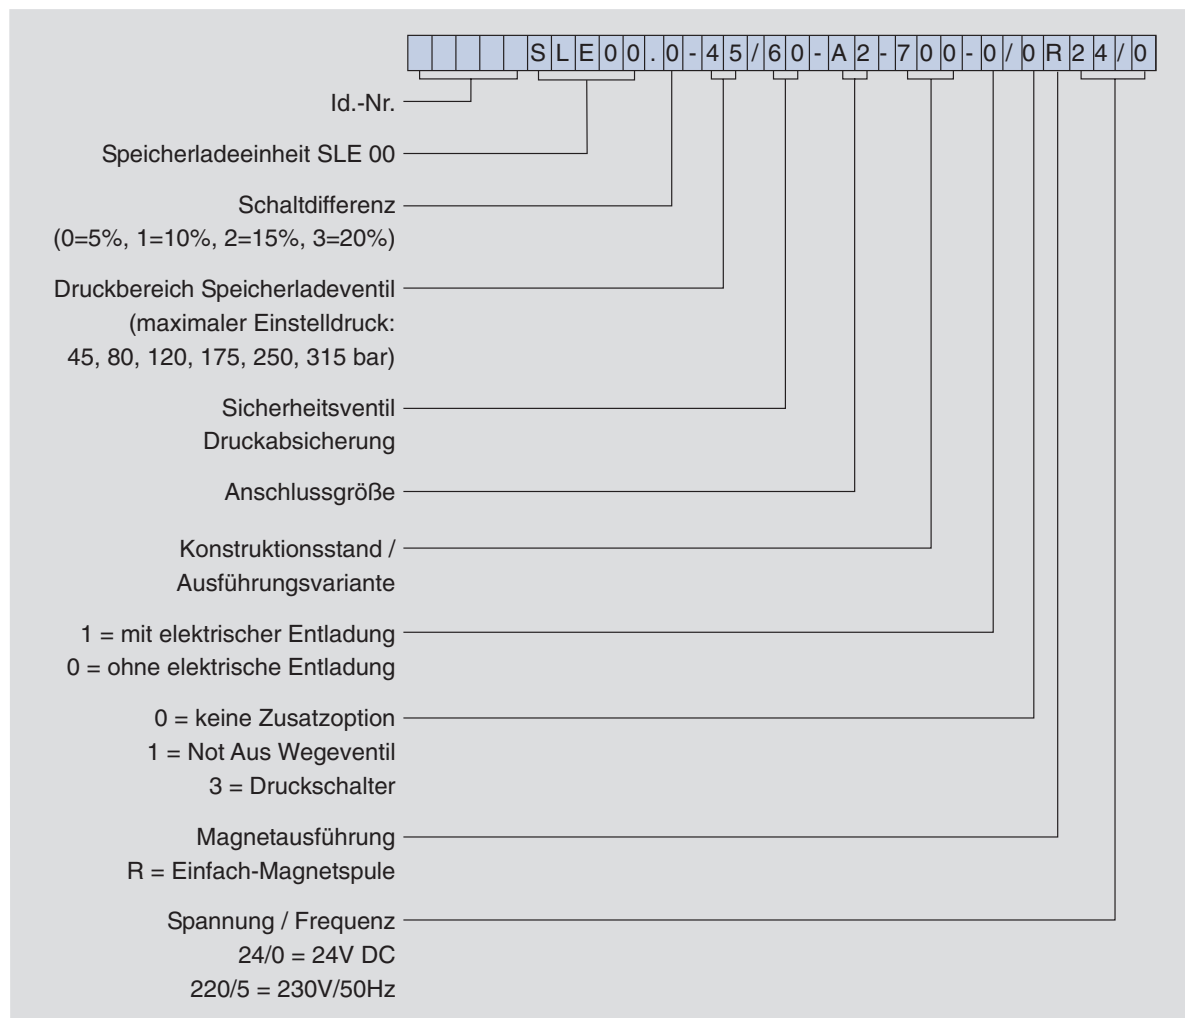 SLE00.0-45/60-A2-700-0/0R24/0
Id.-Nr.
Speicherladeeinheit SLE 00
Schaltdifferenz
(0=5%, 1=10%, 2=15%, 3=20%)
Druckbereich Speicherladeventil
(maximaler Einstelldruck:
45, 80, 120, 175, 250, 315 bar)
Sicherheitsventil
Druckabsicherung
Anschlussgröße
Konstruktionsstand /
Ausführungsvariante
1 = mit elektrischer Entladung
0 = ohne elektrische Entladung
0 = keine Zusatzoption
1 = Not Aus Wegeventil
3 = Druckschalter
Magnetausführung
R = Einfach-Magnetspule
Spannung / Frequenz
24/0 = 24V DC
220/5 = 230V/50Hz